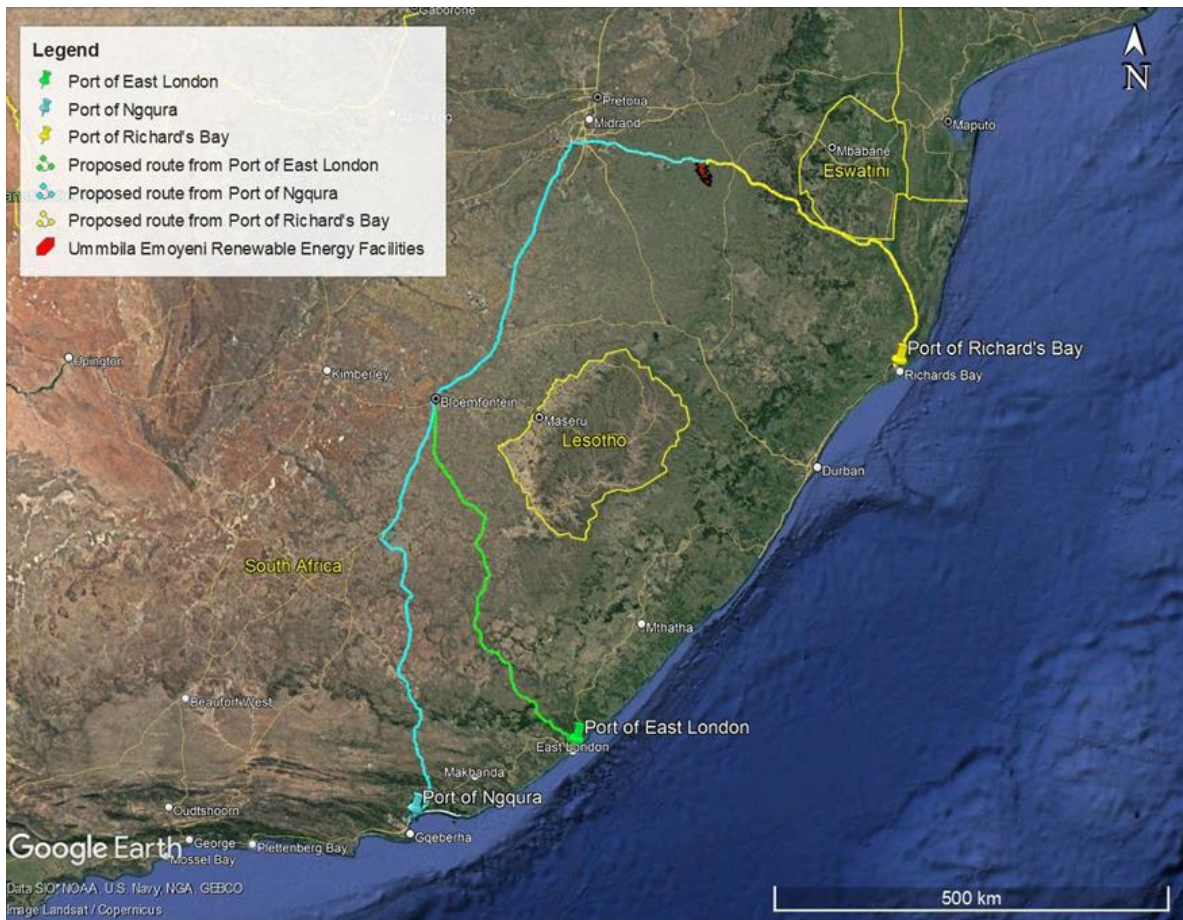 Gaborone
Legend
Port of East London
Port of Ngqura
Port of Richard's Bay
Proposed route from Port of East London
Proposed route from Port of Ngqura
Proposed route from Port of Richard's Bay
Ummbila Emoyeni Renewable Energy Facilities
N
Pretoria
Midrand
Maputo
Mbabane
Eswatini
Port of Richard's Bay
Richards Bay
Upington
Kimberley
Bloemfontein
Maseru
Lesotho
Durban
South Africa
Mthatha
Beaufort West
Port of East London
East London
Makhanda
Port of Ngqura
Oudtshoorn
Gqeberha
George
Plettenberg Bay
Mossel Bay
Google Earth
Data SIO, NOAA, U.S. Navy, NGA, GEBCO
Image Landsat / Copernicus
500 km